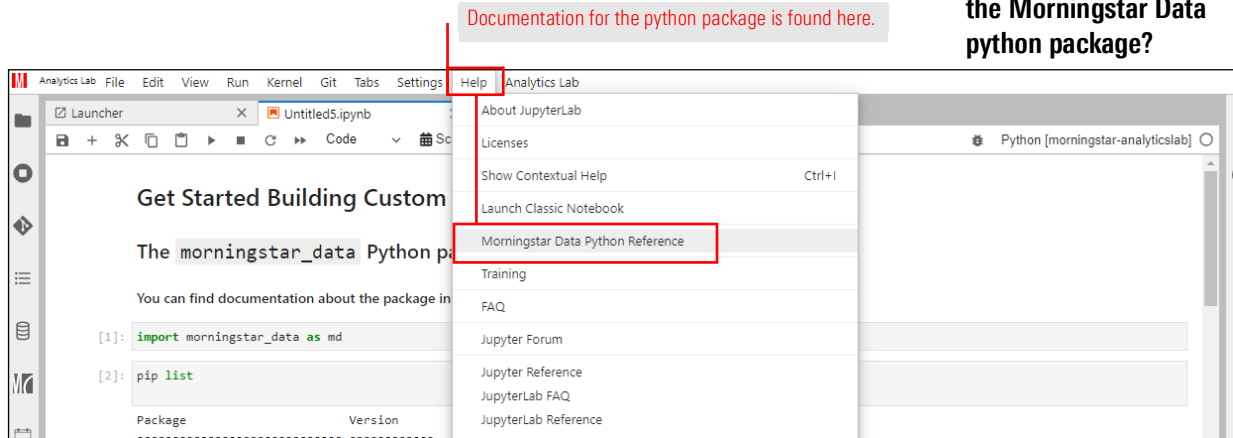 the Morningstar Data
python package?
Documentation for the python package is found here.
Analytics Lab File Edit View Run Kernel Git Tabs Settings Help Analytics Lab
Launcher
Untitled5.ipynb
Code
Sc
Python [morningstar-analyticslab]
Get Started Building Custom
The morningstar_data Python pa
You can find documentation about the package in
[1]: import morningstar_data as md
[2]: pip list
Package Version
----------------------------- ------------
About JupyterLab
Licenses
Show Contextual Help Ctrl+I
Launch Classic Notebook
Morningstar Data Python Reference
Training
FAQ
Jupyter Forum
Jupyter Reference
JupyterLab FAQ
JupyterLab Reference